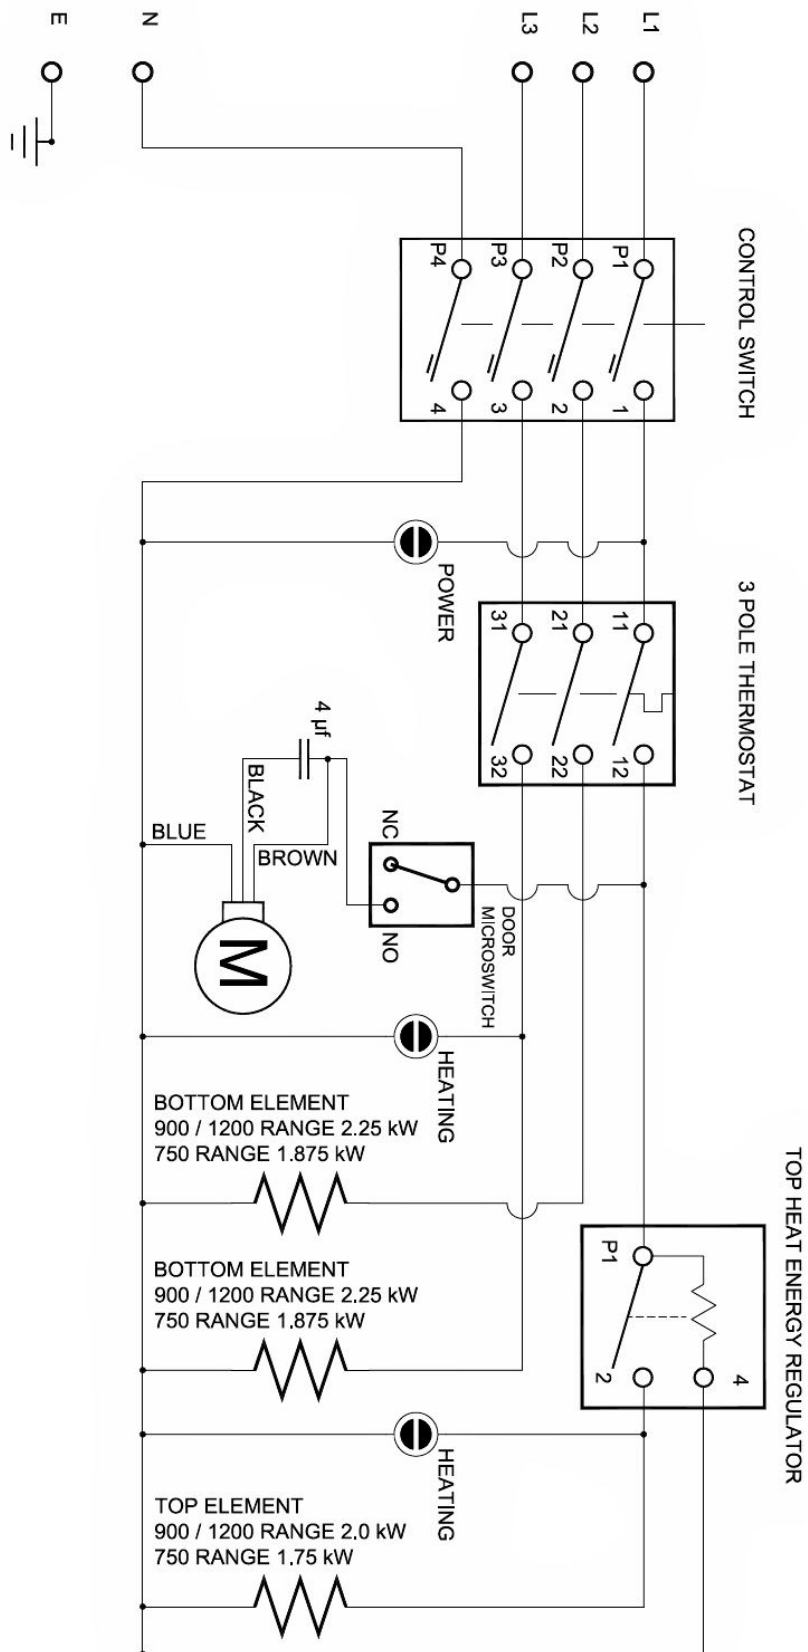 E
N
L3
L2
L1
CONTROL SWITCH
P4
P3
P2
P1
4
3
2
1
POWER
3 POLE THERMOSTAT
31
21
11
32
22
12
4 µf
BLACK
BLUE
BROWN
NC
NO
DOOR
MICROSWITCH
M
HEATING
BOTTOM ELEMENT
900 / 1200 RANGE 2.25 kW
750 RANGE 1.875 kW
BOTTOM ELEMENT
900 / 1200 RANGE 2.25 kW
750 RANGE 1.875 kW
TOP HEAT ENERGY REGULATOR
P1
2
4
HEATING
TOP ELEMENT
900 / 1200 RANGE 2.0 kW
750 RANGE 1.75 kW